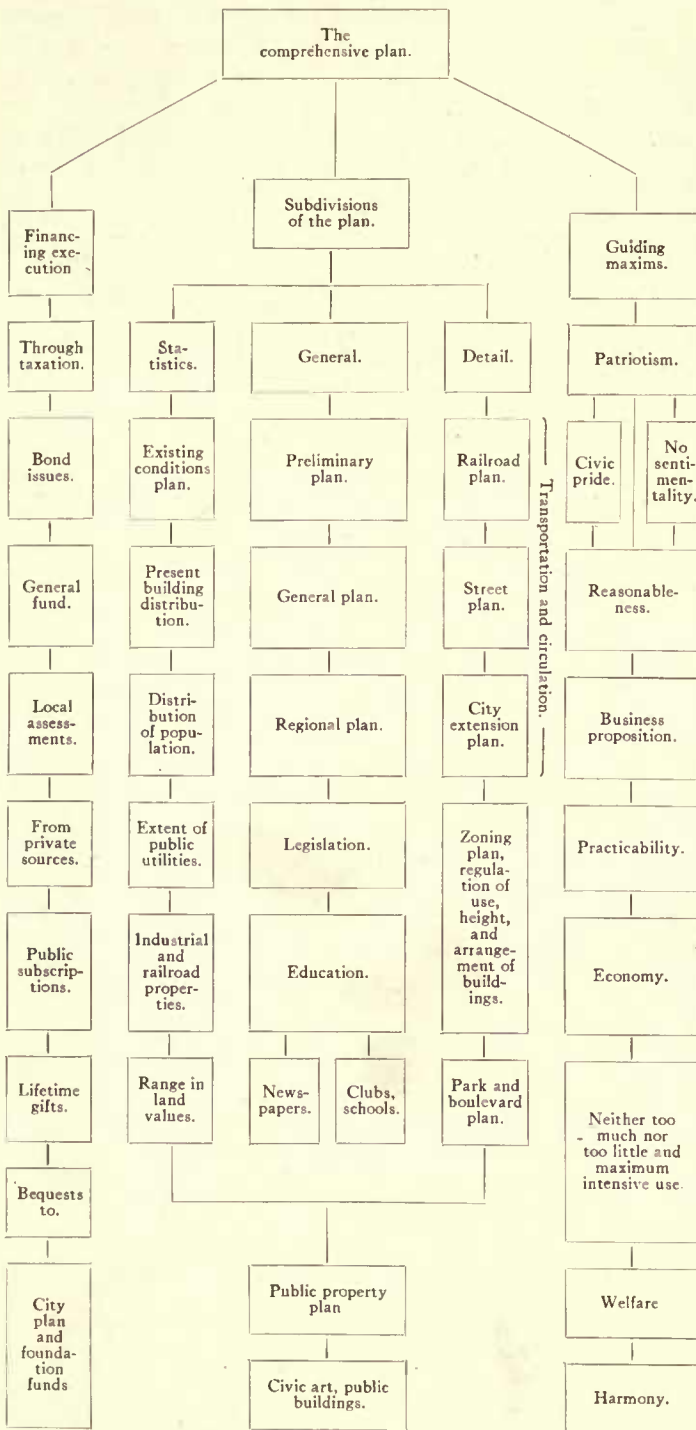 The
comprehensive plan.
Subdivisions
of the plan.
Financ-
ing exe-
cution
Guiding
maxims.
Through
taxation.
Sta-
tistics.
General.
Detail.
Patriotism.
Bond
issues.
Existing
conditions
plan.
Preliminary
plan.
Railroad
plan.
Transportation and circulation.
Civic
pride.
No
senti-
men-
tality.
General
fund.
Present
building
distribu-
tion.
General plan.
Street
plan.
Reasonable-
ness.
Local
assess-
ments.
Distri-
bution
of popu-
lation.
Regional plan.
City
extension
plan.
Business
proposition.
From
private
sources.
Extent of
public
utilities.
Legislation.
Zoning
plan,
regula-
tion of
use,
height,
and
arrange-
ment of
build-
ings.
Practicability.
Public
subscrip-
tions.
Industrial
and
railroad
proper-
ties.
Education.
Economy.
Lifetime
gifts.
Range in
land
values.
News-
papers.
Clubs,
schools.
Park and
boulevard
plan.
Neither too
much nor
too little and
maximum
intensive use.
Bequests
to.
City
plan
and
founda-
tion
funds
Public property
plan
Welfare
Civic art, public
buildings.
Harmony.